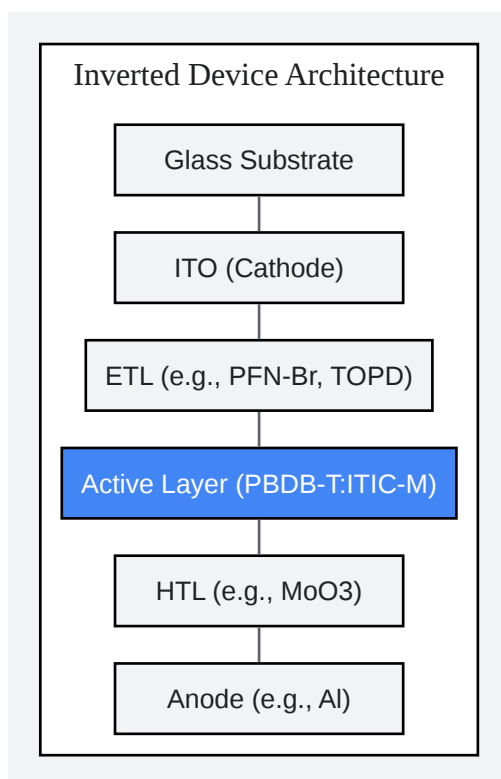 Inverted Device Architecture
Glass Substrate
ITO (Cathode)
ETL (e.g., PFN-Br, TOPD)
Active Layer (PBDB-T:ITIC-M)
HTL (e.g., MoO3)
Anode (e.g., Al)